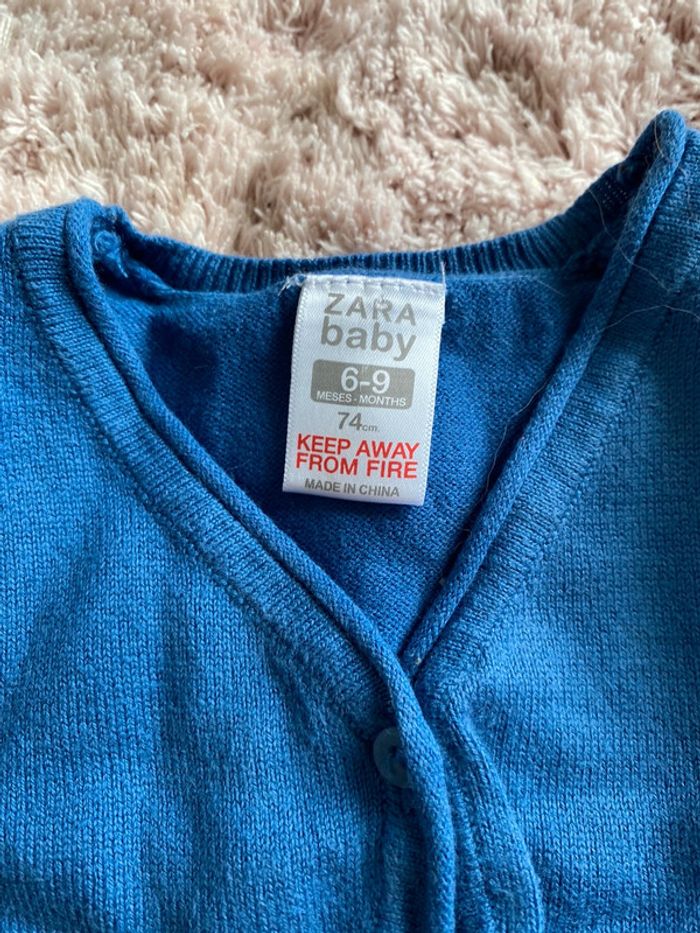 ZARA
baby
6-9
MESES - MONTHS
74cm.
KEEP AWAY
FROM FIRE
MADE IN CHINA